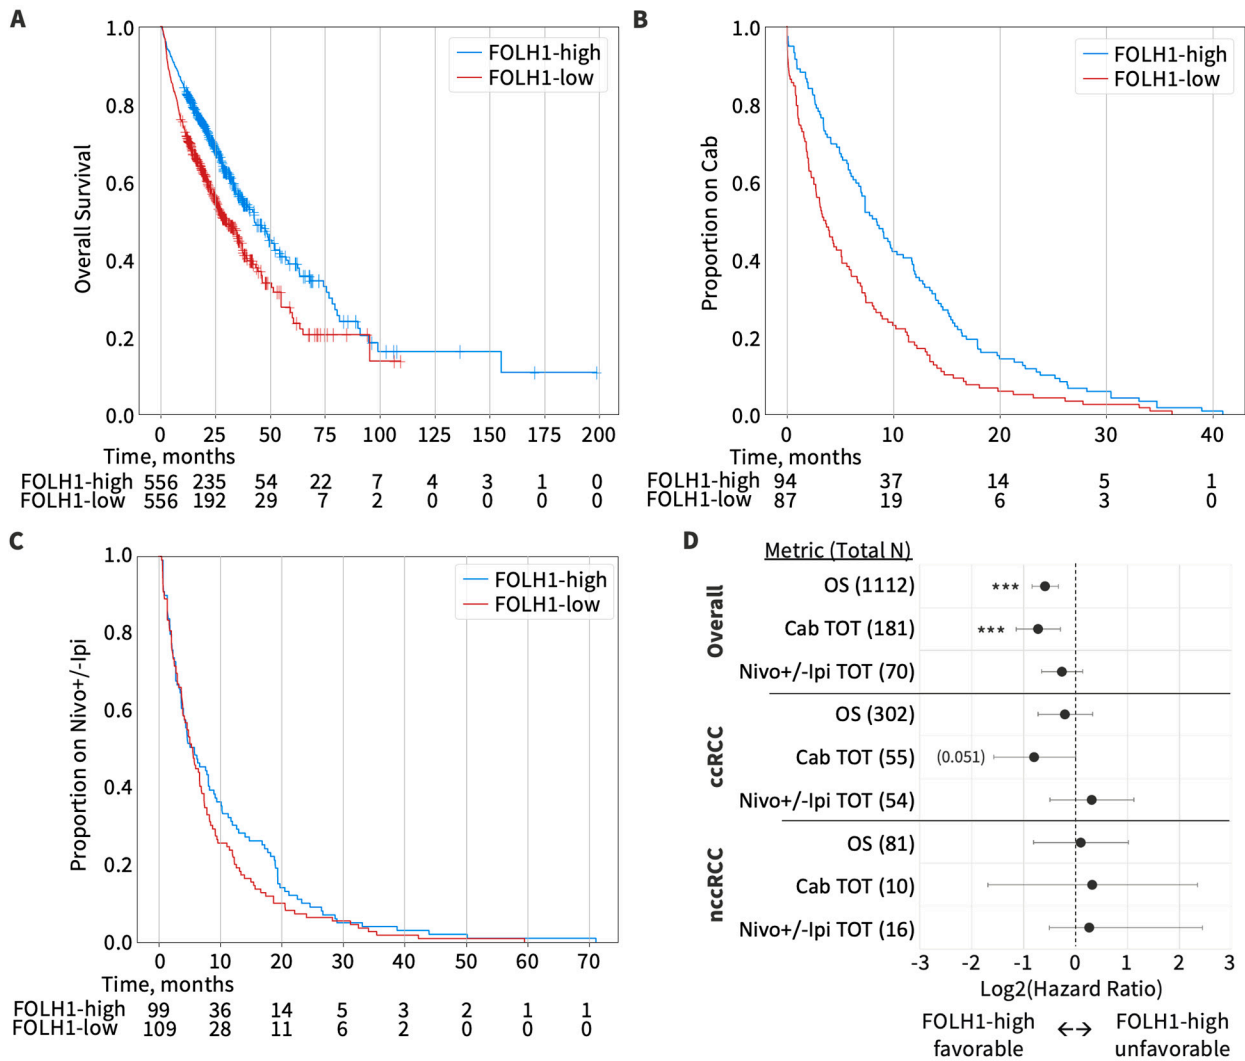 A
1.0
0.8
0.6
0.4
0.2
0.0
Overall Survival
FOLH1-high
FOLH1-low
0 25 50 75 100 125 150 175 200
Time, months
FOLH1-high 556 235 54 22 7 4 3 1 0
FOLH1-low 556 192 29 7 2 0 0 0 0
B
1.0
0.8
0.6
0.4
0.2
0.0
Proportion on Cab
FOLH1-high
FOLH1-low
0 10 20 30 40
Time, months
FOLH1-high 94 37 14 5 1
FOLH1-low 87 19 6 3 0
C
1.0
0.8
0.6
0.4
0.2
0.0
Proportion on Nivo+/-Ipi
FOLH1-high
FOLH1-low
0 10 20 30 40 50 60 70
Time, months
FOLH1-high 99 36 14 5 3 2 1 1
FOLH1-low 109 28 11 6 2 0 0 0
D
Metric (Total N)
Overall
OS (1112) ***
Cab TOT (181) ***
Nivo+/-Ipi TOT (70)
ccRCC
OS (302)
Cab TOT (55) (0.051)
Nivo+/-Ipi TOT (54)
nccRCC
OS (81)
Cab TOT (10)
Nivo+/-Ipi TOT (16)
-3 -2 -1 0 1 2 3
Log2(Hazard Ratio)
FOLH1-high ←→ FOLH1-high
favorable unfavorable